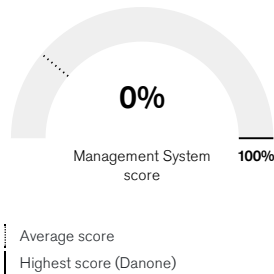 0%
Management System
score
100%
Average score
Highest score (Danone)